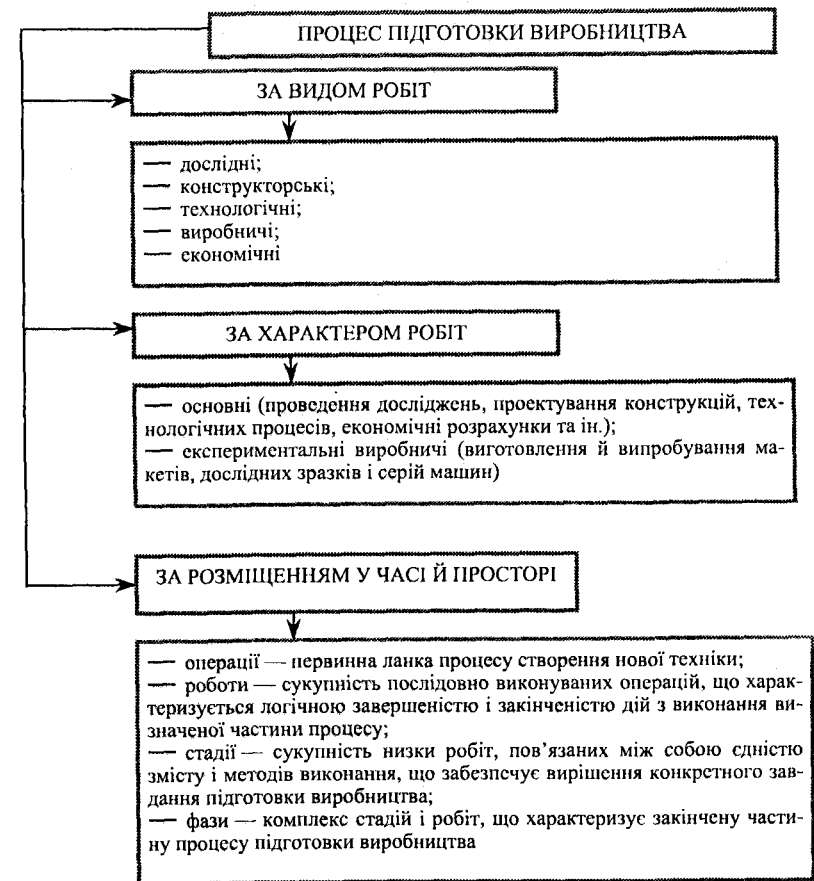 ПРОЦЕС ПІДГОТОВКИ ВИРОБНИЦТВА
ЗА ВИДОМ РОБІТ
— дослідні;
— конструкторські;
— технологічні;
— виробничі;
— економічні
ЗА ХАРАКТЕРОМ РОБІТ
— основні (проведення досліджень, проектування конструкцій, тех-
нологічних процесів, економічні розрахунки та ін.);
— експериментальні виробничі (виготовлення й випробування ма-
кетів, дослідних зразків і серій машин)
ЗА РОЗМІЩЕННЯМ У ЧАСІ Й ПРОСТОРІ
— операції — первинна ланка процесу створення нової техніки;
— роботи — сукупність послідовно виконуваних операцій, що харак-
теризується логічною завершеністю і закінченістю дій з виконання ви-
значеної частини процесу;
— стадії — сукупність низки робіт, пов’язаних між собою єдністю
змісту і методів виконання, що забезпечує вирішення конкретного зав-
дання підготовки виробництва;
— фази — комплекс стадій і робіт, що характеризує закінчену части-
ну процесу підготовки виробництва